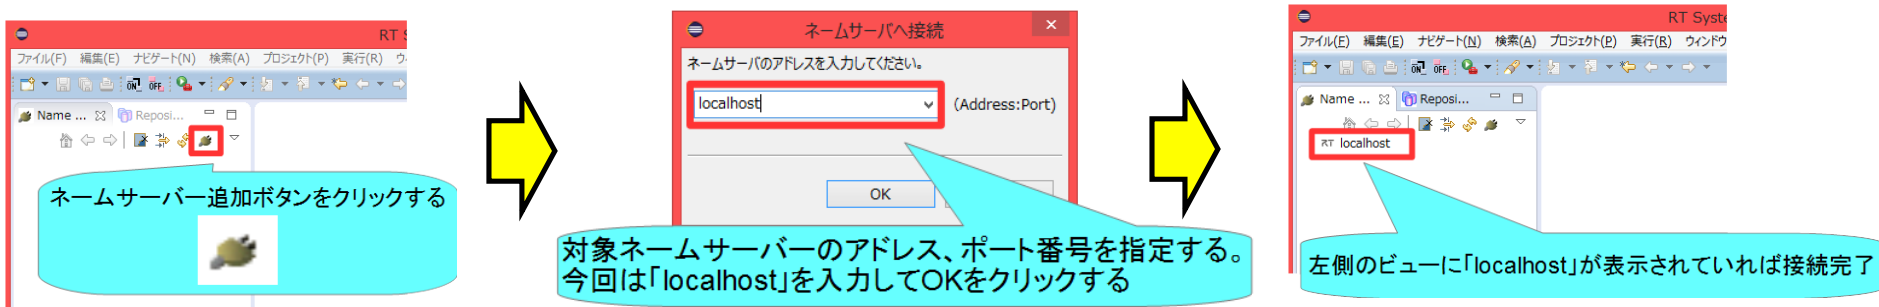 RT S
ファイル(F) 編集(E) ナビゲート(N) 検索(A) プロジェクト(P) 実行(R)
ON OFF
Name ... Reposi...
ネームサーバー追加ボタンをクリックする
ネームサーバへ接続
ネームサーバのアドレスを入力してください。
localhost (Address:Port)
OK
対象ネームサーバーのアドレス、ポート番号を指定する。
今回は「localhost」を入力してOKをクリックする
RT Syste
ファイル(F) 編集(E) ナビゲート(N) 検索(A) プロジェクト(P) 実行(R) ウィンドウ
ON OFF
Name ... Reposi...
RT localhost
左側のビューに「localhost」が表示されていれば接続完了